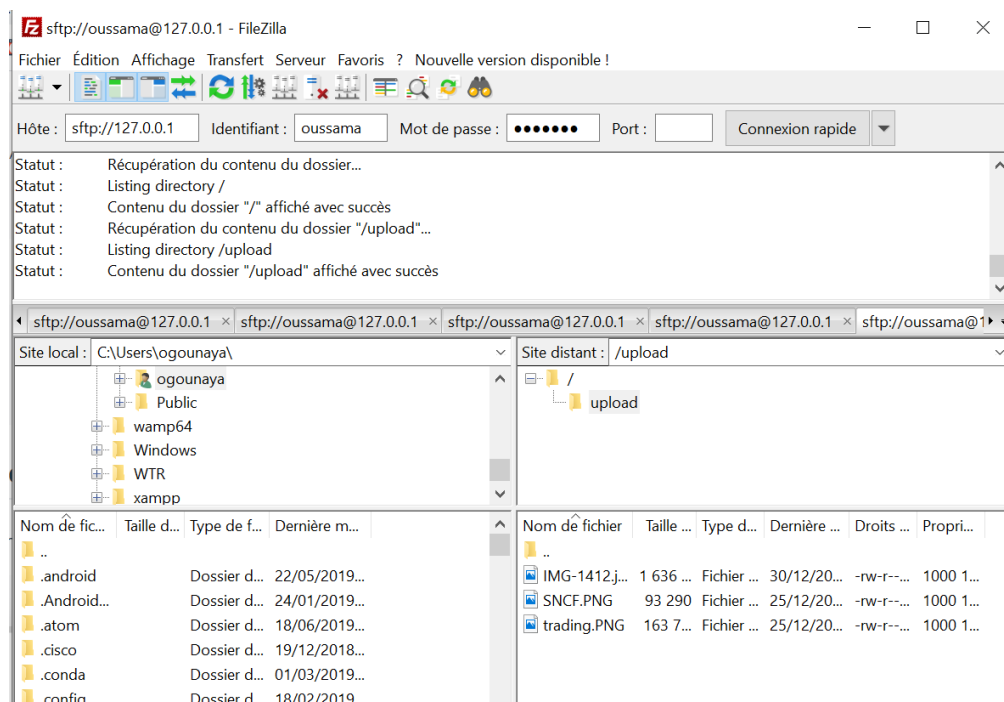 sftp://oussama@127.0.0.1 - FileZilla
Fichier Édition Affichage Transfert Serveur Favoris ? Nouvelle version disponible !
Hôte : sftp://127.0.0.1 Identifiant : oussama Mot de passe : ●●●●●●● Port : Connexion rapide
Statut : Récupération du contenu du dossier...
Statut : Listing directory /
Statut : Contenu du dossier "/" affiché avec succès
Statut : Récupération du contenu du dossier "/upload"...
Statut : Listing directory /upload
Statut : Contenu du dossier "/upload" affiché avec succès
sftp://oussama@127.0.0.1 × sftp://oussama@127.0.0.1 × sftp://oussama@127.0.0.1 × sftp://oussama@127.0.0.1 × sftp://oussama@1
Site local : C:\Users\ogounaya\
ogounaya
Public
wamp64
Windows
WTR
xampp
Site distant : /upload
/
upload
Nom de fic... Taille d... Type de f... Dernière m...
..
.android Dossier d... 22/05/2019...
.Android... Dossier d... 24/01/2019...
.atom Dossier d... 18/06/2019...
.cisco Dossier d... 19/12/2018...
.conda Dossier d... 01/03/2019...
.config Dossier d... 18/02/2019...
Nom de fichier Taille ... Type d... Dernière ... Droits ... Propri...
..
IMG-1412.j... 1 636 ... Fichier ... 30/12/20... -rw-r--... 1000 1...
SNCF.PNG 93 290 Fichier ... 25/12/20... -rw-r--... 1000 1...
trading.PNG 163 7... Fichier ... 25/12/20... -rw-r--... 1000 1...